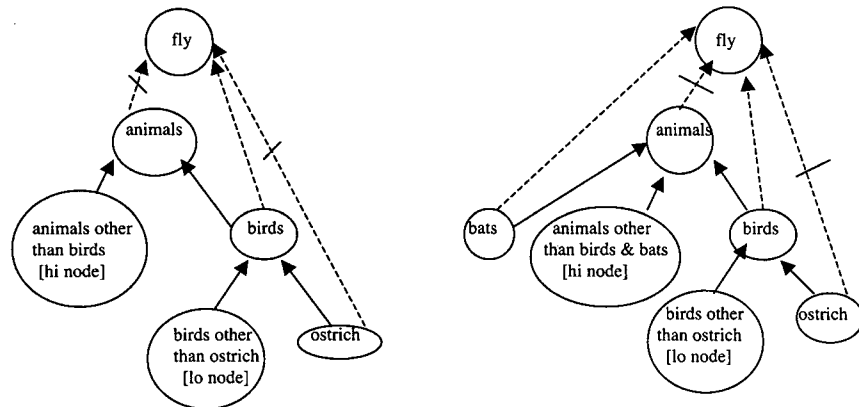 fly
animals
animals other
than birds
[hi node]
birds
birds other
than ostrich
[lo node]
ostrich
fly
animals
bats
animals other
than birds & bats
[hi node]
birds
birds other
than ostrich
[lo node]
ostrich